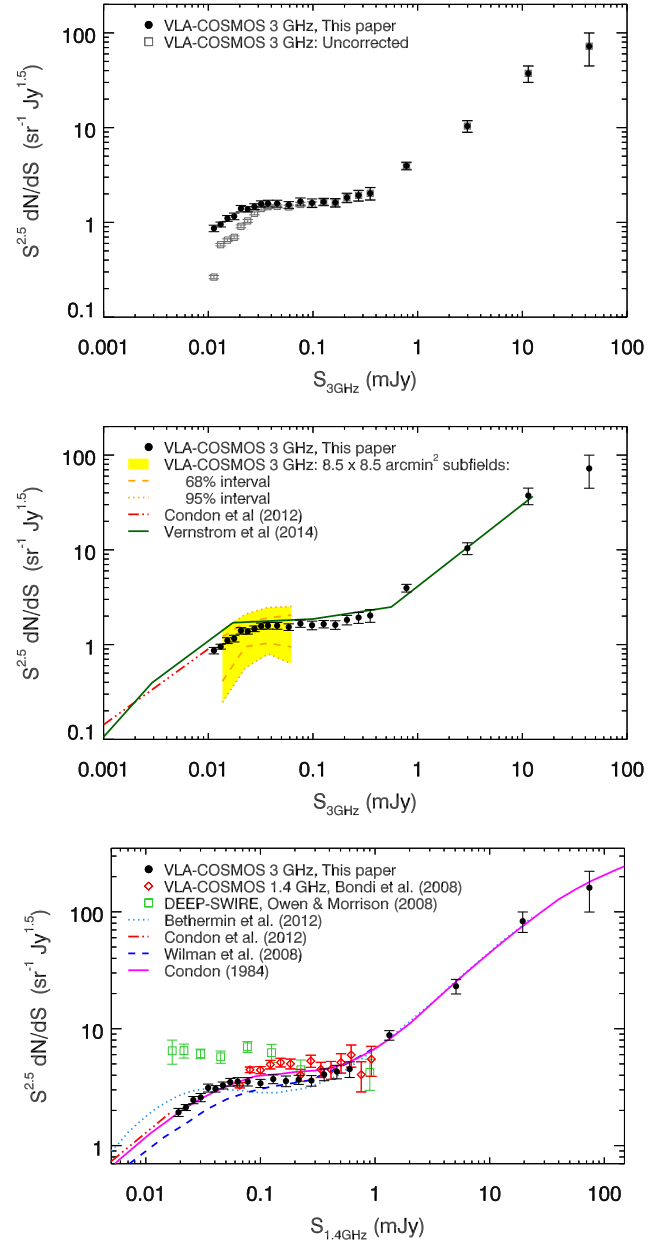 VLA-COSMOS 3 GHz, This paper
VLA-COSMOS 3 GHz: Uncorrected
100
10
1
0.1
S^2.5 dN/dS (sr^-1 Jy^1.5)
0.001 0.01 0.1 1 10 100
S_3GHz (mJy)
VLA-COSMOS 3 GHz, This paper
VLA-COSMOS 3 GHz: 8.5 x 8.5 arcmin^2 subfields:
68% interval
95% interval
Condon et al (2012)
Vernstrom et al (2014)
100
10
1
0.1
S^2.5 dN/dS (sr^-1 Jy^1.5)
0.001 0.01 0.1 1 10 100
S_3GHz (mJy)
VLA-COSMOS 3 GHz, This paper
VLA-COSMOS 1.4 GHz, Bondi et al. (2008)
DEEP-SWIRE, Owen & Morrison (2008)
Bethermin et al. (2012)
Condon et al. (2012)
Wilman et al. (2008)
Condon (1984)
100
10
1
S^2.5 dN/dS (sr^-1 Jy^1.5)
0.01 0.1 1 10 100
S_1.4GHz (mJy)